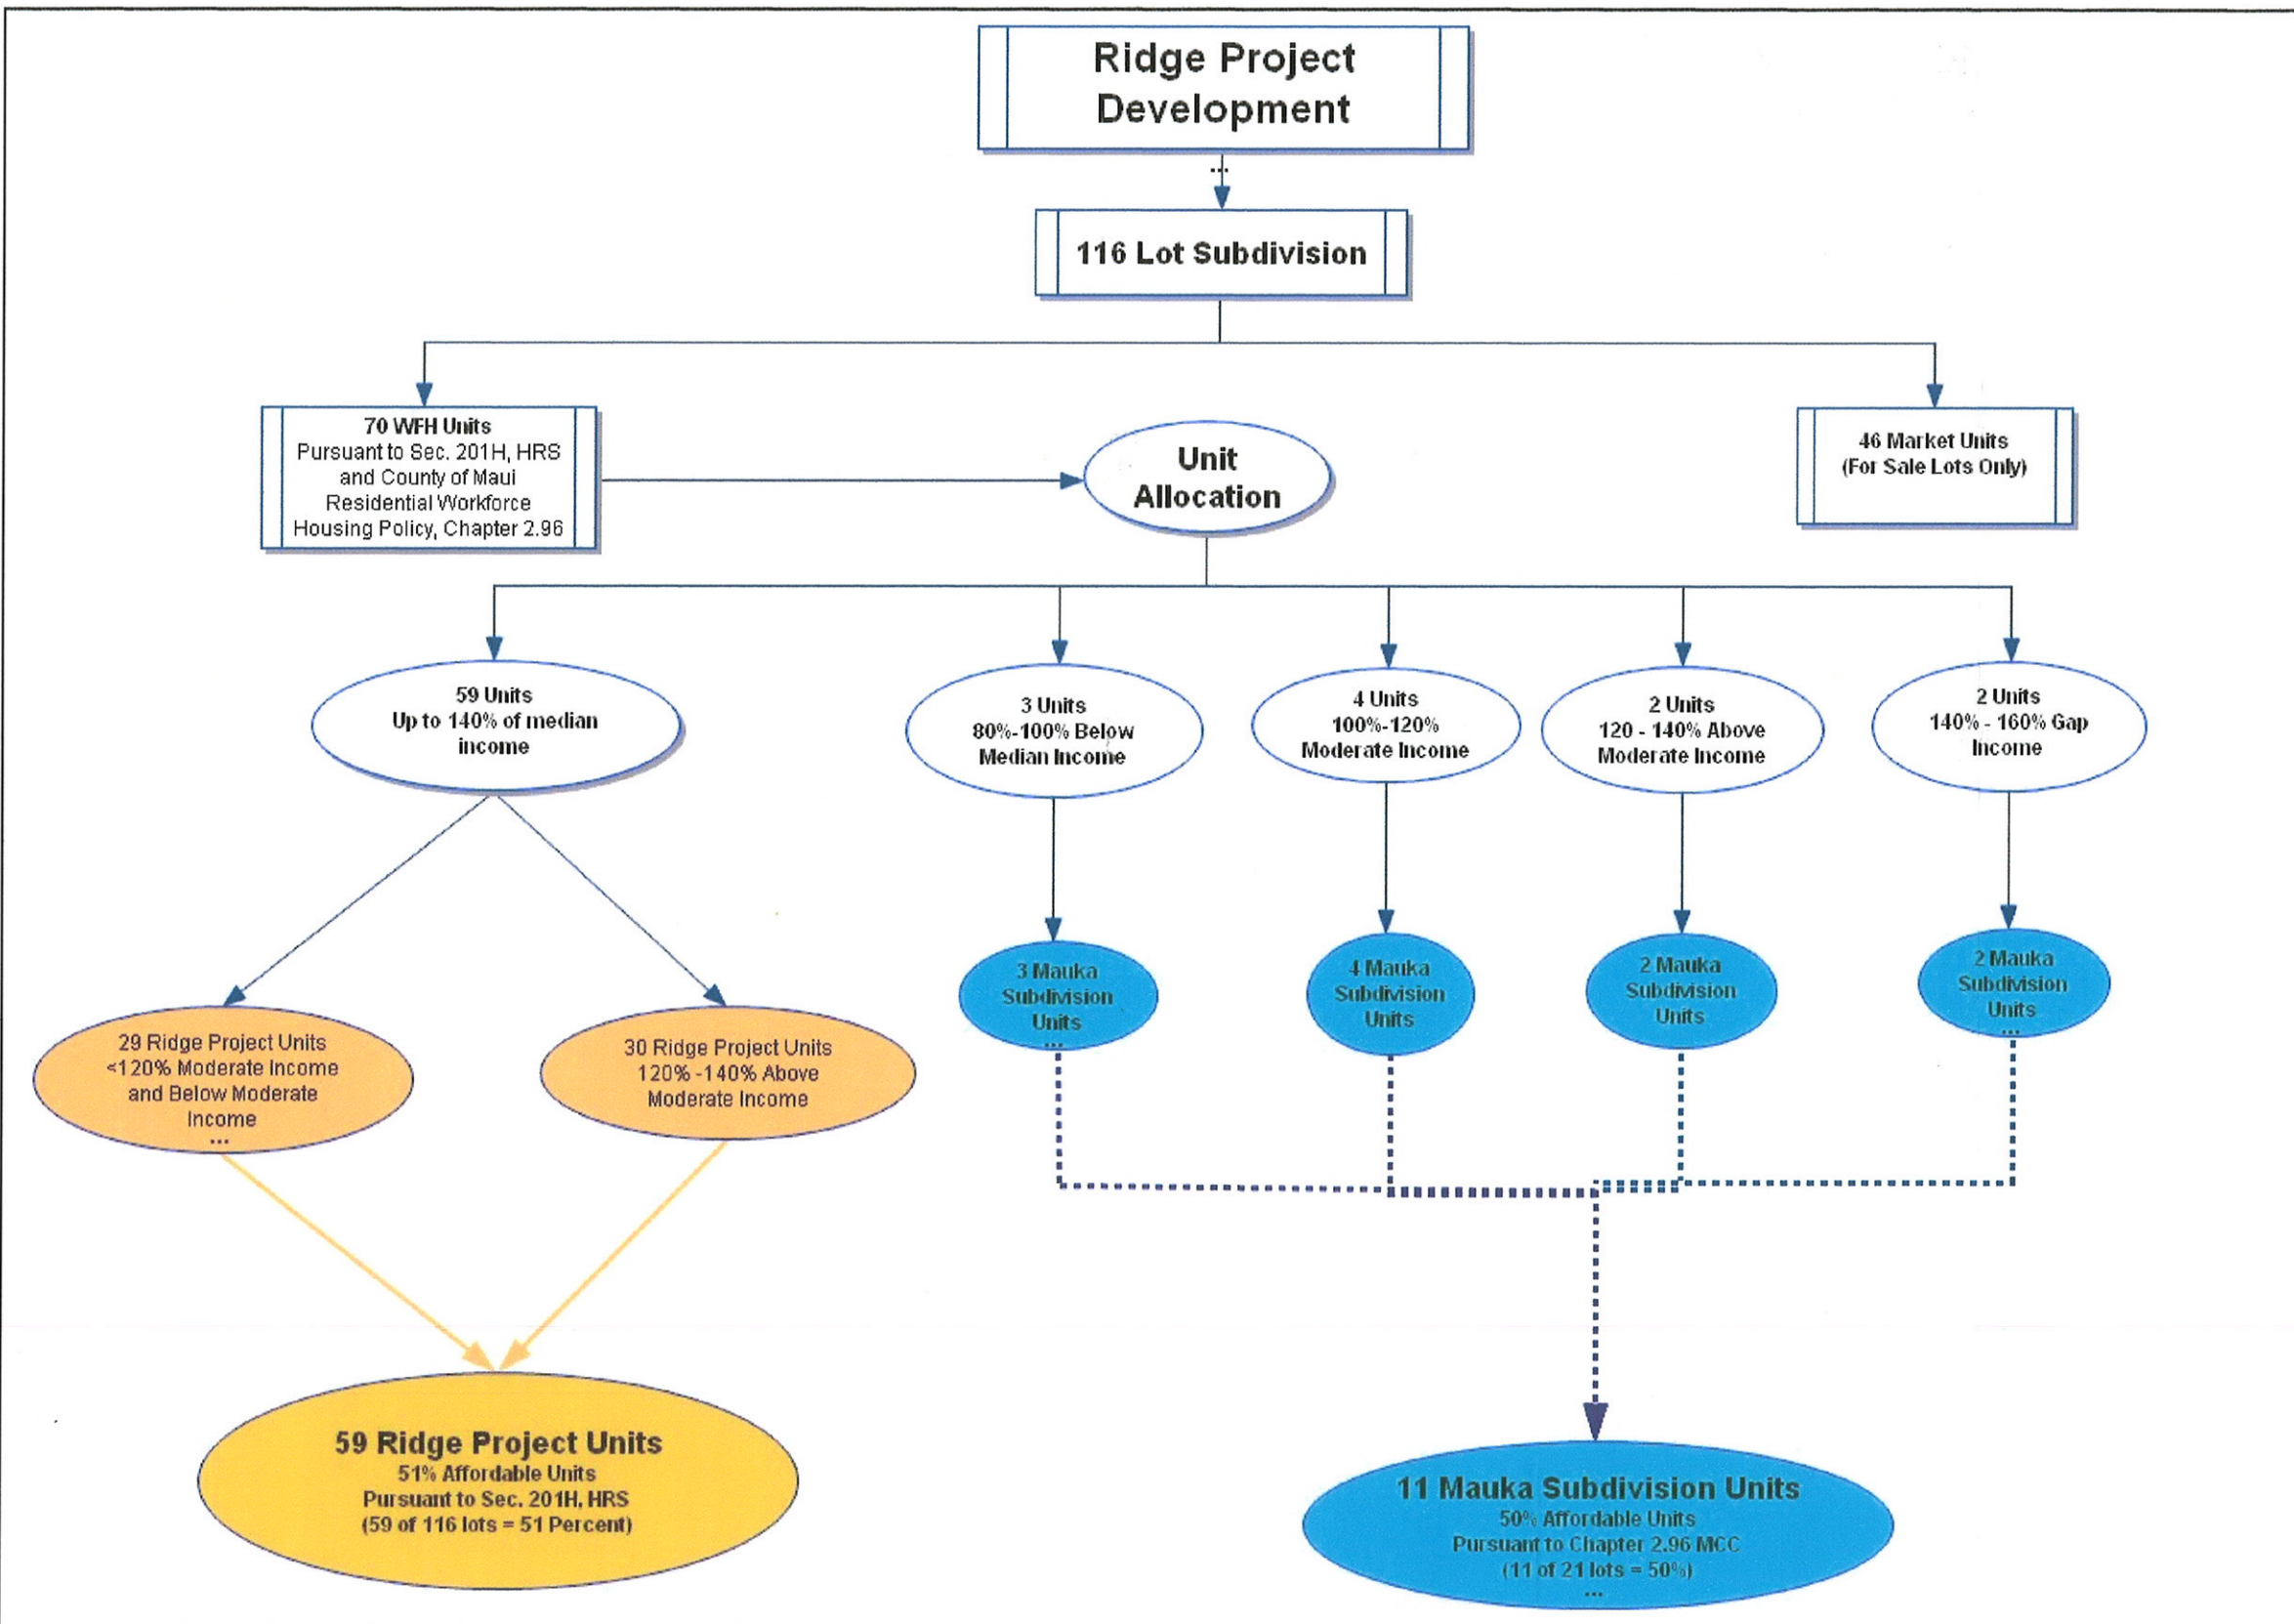 Ridge Project
Development
...
116 Lot Subdivision
70 WFH Units
Pursuant to Sec. 201H, HRS
and County of Maui
Residential Workforce
Housing Policy, Chapter 2.96
Unit
Allocation
46 Market Units
(For Sale Lots Only)
59 Units
Up to 140% of median
income
3 Units
80%-100% Below
Median Income
4 Units
100%-120%
Moderate Income
2 Units
120 - 140% Above
Moderate Income
2 Units
140% - 160% Gap
Income
29 Ridge Project Units
<120% Moderate Income
and Below Moderate
Income
...
30 Ridge Project Units
120% -140% Above
Moderate Income
3 Mauka
Subdivision
Units
...
4 Mauka
Subdivision
Units
2 Mauka
Subdivision
Units
2 Mauka
Subdivision
Units
...
59 Ridge Project Units
51% Affordable Units
Pursuant to Sec. 201H, HRS
(59 of 116 lots = 51 Percent)
11 Mauka Subdivision Units
50% Affordable Units
Pursuant to Chapter 2.96 MCC
(11 of 21 lots = 50%)
...